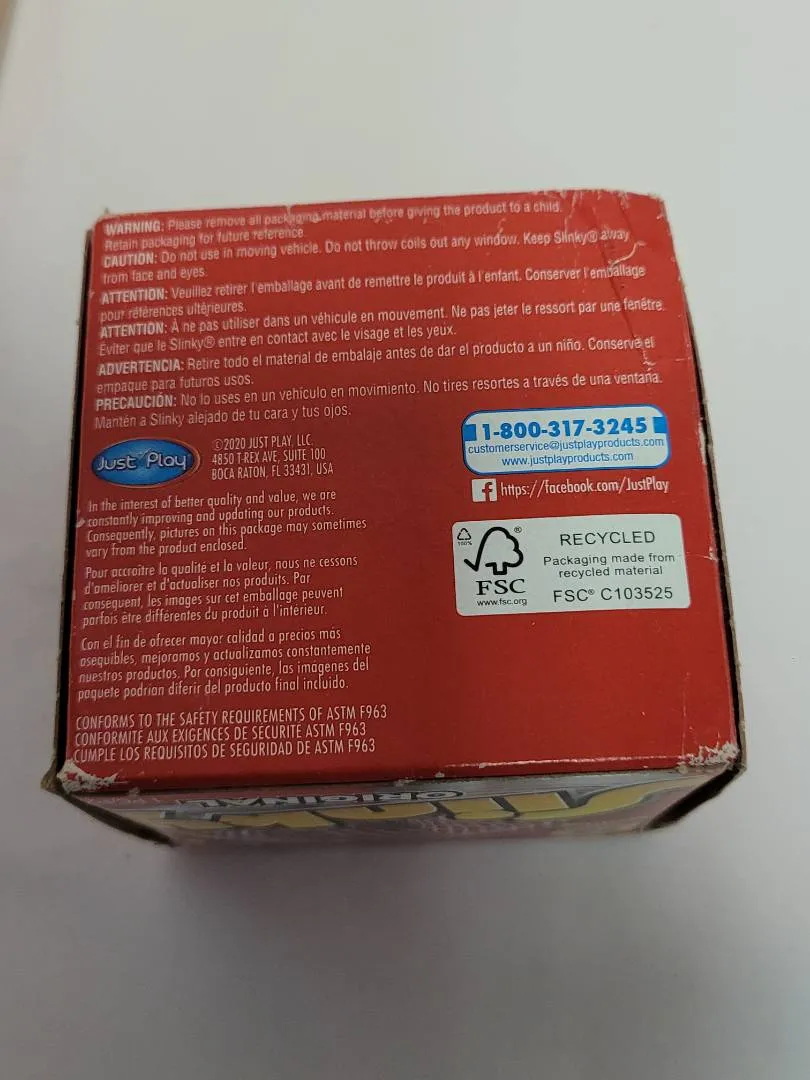 WARNING: Please remove all packaging material before giving the product to a child.
Retain packaging for future reference.
CAUTION: Do not use in moving vehicle. Do not throw coils out any window. Keep Slinky® away
from face and eyes.
ATTENTION: Veuillez retirer l'emballage avant de remettre le produit à l'enfant. Conserver l'emballage
pour références ultérieures.
ATTENTION: À ne pas utiliser dans un véhicule en mouvement. Ne pas jeter le ressort par une fenêtre.
Éviter que le Slinky® entre en contact avec le visage et les yeux.
ADVERTENCIA: Retire todo el material de embalaje antes de dar el producto a un niño. Conserve el
empaque para futuros usos.
PRECAUCIÓN: No lo uses en un vehículo en movimiento. No tires resortes a través de una ventana.
Mantén a Slinky alejado de tu cara y tus ojos.
Just Play
©2020 JUST PLAY, LLC.
4850 T-REX AVE, SUITE 100
BOCA RATON, FL 33431, USA
1-800-317-3245
customerservice@justplayproducts.com
www.justplayproducts.com
f https://facebook.com/JustPlay
In the interest of better quality and value, we are
constantly improving and updating our products.
Consequently, pictures on this package may sometimes
vary from the product enclosed.
Pour accroître la qualité et la valeur, nous ne cessons
d'améliorer et d'actualiser nos produits. Par
conséquent, les images sur cet emballage peuvent
parfois être différentes du produit à l'intérieur.
Con el fin de ofrecer mayor calidad a precios más
asequibles, mejoramos y actualizamos constantemente
nuestros productos. Por consiguiente, las imágenes del
paquete podrían diferir del producto final incluido.
CONFORMS TO THE SAFETY REQUIREMENTS OF ASTM F963
CONFORMITE AUX EXIGENCES DE SECURITE ASTM F963
CUMPLE LOS REQUISITOS DE SEGURIDAD DE ASTM F963
100%
®
FSC
www.fsc.org
RECYCLED
Packaging made from
recycled material
FSC® C103525
ORIGINAL